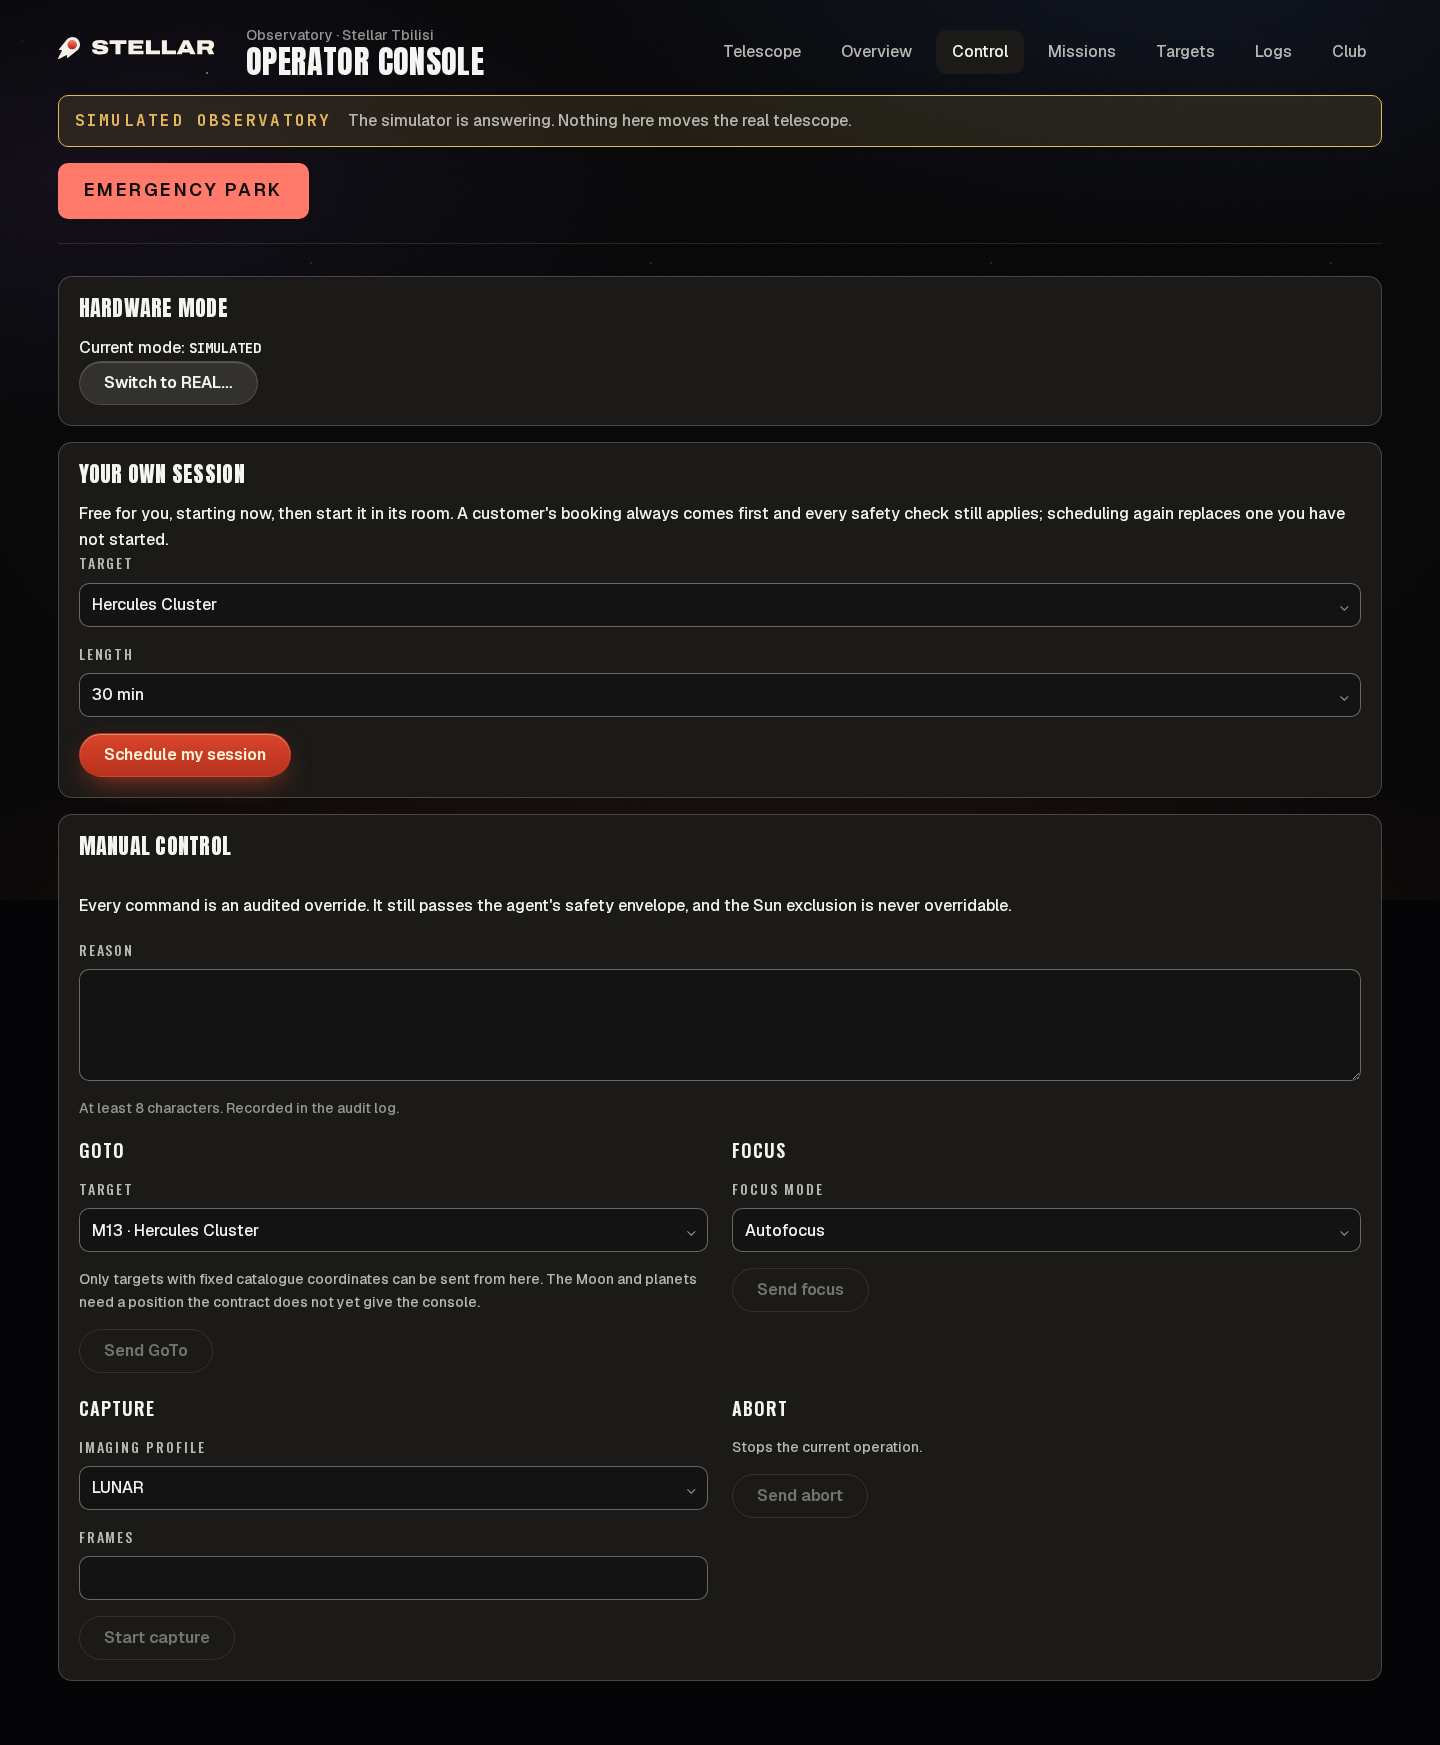 STELLAR
Observatory · Stellar Tbilisi
OPERATOR CONSOLE
Telescope
Overview
Control
Missions
Targets
Logs
Club
SIMULATED OBSERVATORY The simulator is answering. Nothing here moves the real telescope.
EMERGENCY PARK
HARDWARE MODE
Current mode: SIMULATED
Switch to REAL...
YOUR OWN SESSION
Free for you, starting now, then start it in its room. A customer's booking always comes first and every safety check still applies; scheduling again replaces one you have
not started.
TARGET
Hercules Cluster
LENGTH
30 min
Schedule my session
MANUAL CONTROL
Every command is an audited override. It still passes the agent's safety envelope, and the Sun exclusion is never overridable.
REASON
At least 8 characters. Recorded in the audit log.
GOTO
TARGET
M13 · Hercules Cluster
Only targets with fixed catalogue coordinates can be sent from here. The Moon and planets
need a position the contract does not yet give the console.
Send GoTo
FOCUS
FOCUS MODE
Autofocus
Send focus
CAPTURE
IMAGING PROFILE
LUNAR
FRAMES
Start capture
ABORT
Stops the current operation.
Send abort